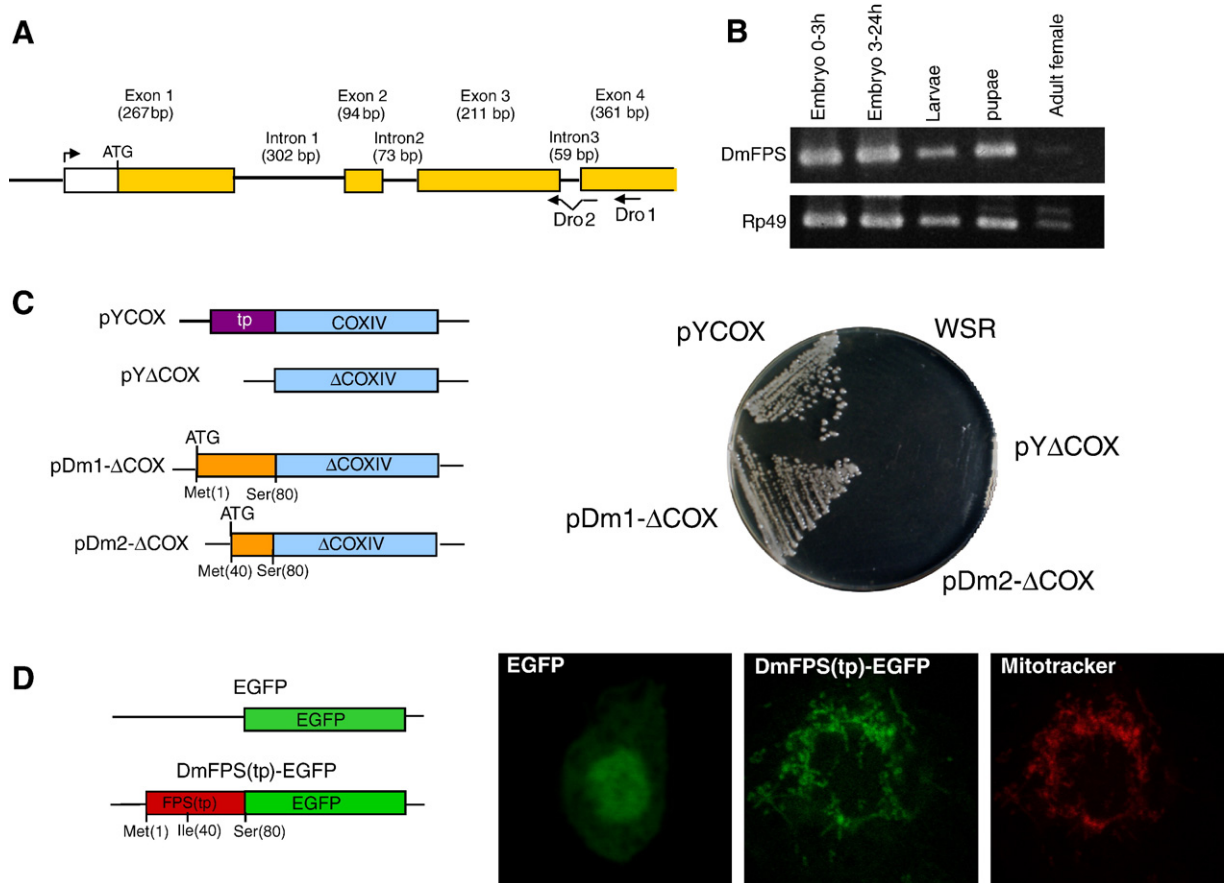 A
Exon 1
(267bp)
Exon 2
(94bp)
Exon 3
(211 bp)
Exon 4
(361 bp)
Intron 1
(302 bp)
Intron2
(73 bp)
Intron3
(59 bp)
ATG
Dro2
Dro1
B
Embryo 0-3h
Embryo 3-24h
Larvae
pupae
Adult female
DmFPS
Rp49
C
pYCOX
tp
COXIV
pYΔCOX
ΔCOXIV
ATG
pDm1-ΔCOX
ΔCOXIV
Met(1)
Ser(80)
ATG
pDm2-ΔCOX
ΔCOXIV
Met(40)
Ser(80)
pYCOX
WSR
pYΔCOX
pDm1-ΔCOX
pDm2-ΔCOX
D
EGFP
EGFP
DmFPS(tp)-EGFP
FPS(tp)
EGFP
Met(1)
Ile(40)
Ser(80)
EGFP
DmFPS(tp)-EGFP
Mitotracker